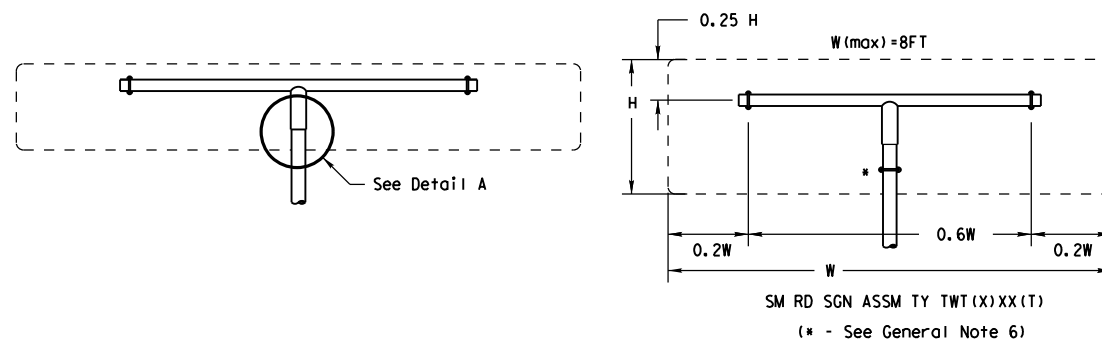 0.25 H
W(max)=8FT
H
See Detail A
*
0.2W
0.6W
0.2W
W
SM RD SGN ASSM TY TWT(X)XX(T)
(* - See General Note 6)